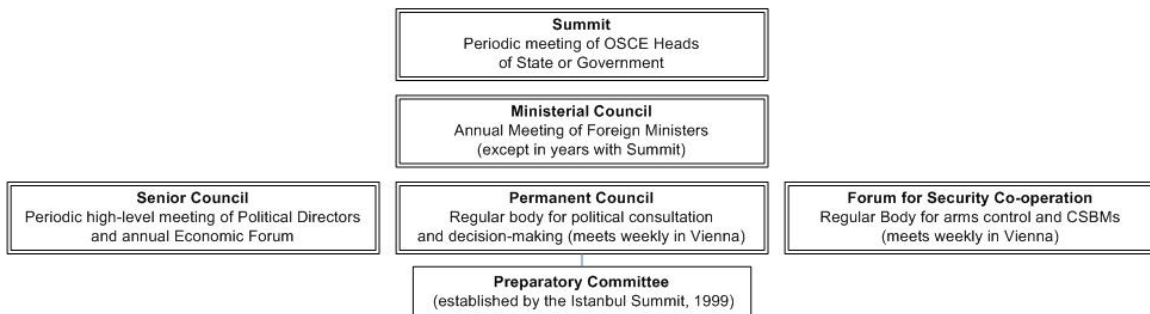 Summit
Periodic meeting of OSCE Heads
of State or Government
Ministerial Council
Annual Meeting of Foreign Ministers
(except in years with Summit)
Senior Council
Periodic high-level meeting of Political Directors
and annual Economic Forum
Permanent Council
Regular body for political consultation
and decision-making (meets weekly in Vienna)
Forum for Security Co-operation
Regular Body for arms control and CSBMs
(meets weekly in Vienna)
Preparatory Committee
(established by the Istanbul Summit, 1999)